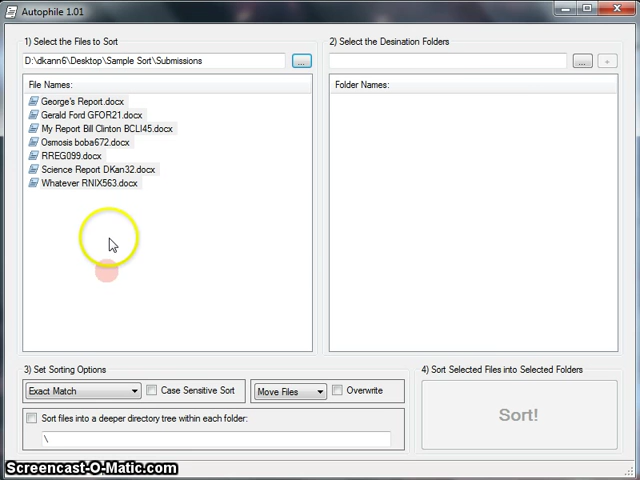 Autophile 1.01
1) Select the Files to Sort
D:\dkann6\Desktop\Sample Sort\Submissions
...
File Names:
George's Report.docx
Gerald Ford GFOR21.docx
My Report Bill Clinton BCLI45.docx
Osmosis boba672.docx
RREG099.docx
Science Report DKan32.docx
Whatever RNIX563.docx
2) Select the Desination Folders
... +
Folder Names:
3) Set Sorting Options
Exact Match Case Sensitive Sort Move Files Overwrite
Sort files into a deeper directory tree within each folder:
\
4) Sort Selected Files into Selected Folders
Sort!
Screencast-O-Matic.com